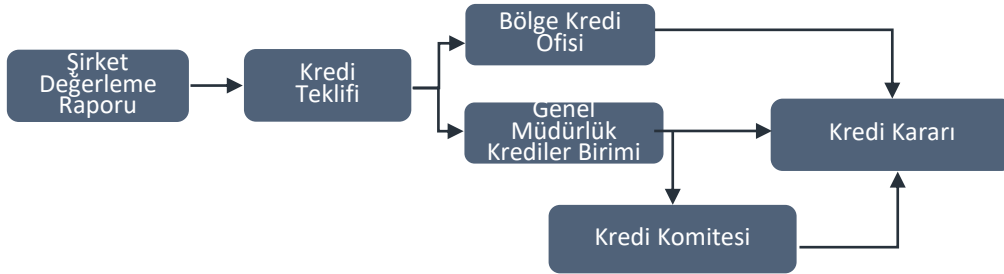 Şirket
Değerleme
Raporu
Kredi
Teklifi
Bölge Kredi
Ofisi
Genel
Müdürlük
Krediler Birimi
Kredi Kararı
Kredi Komitesi